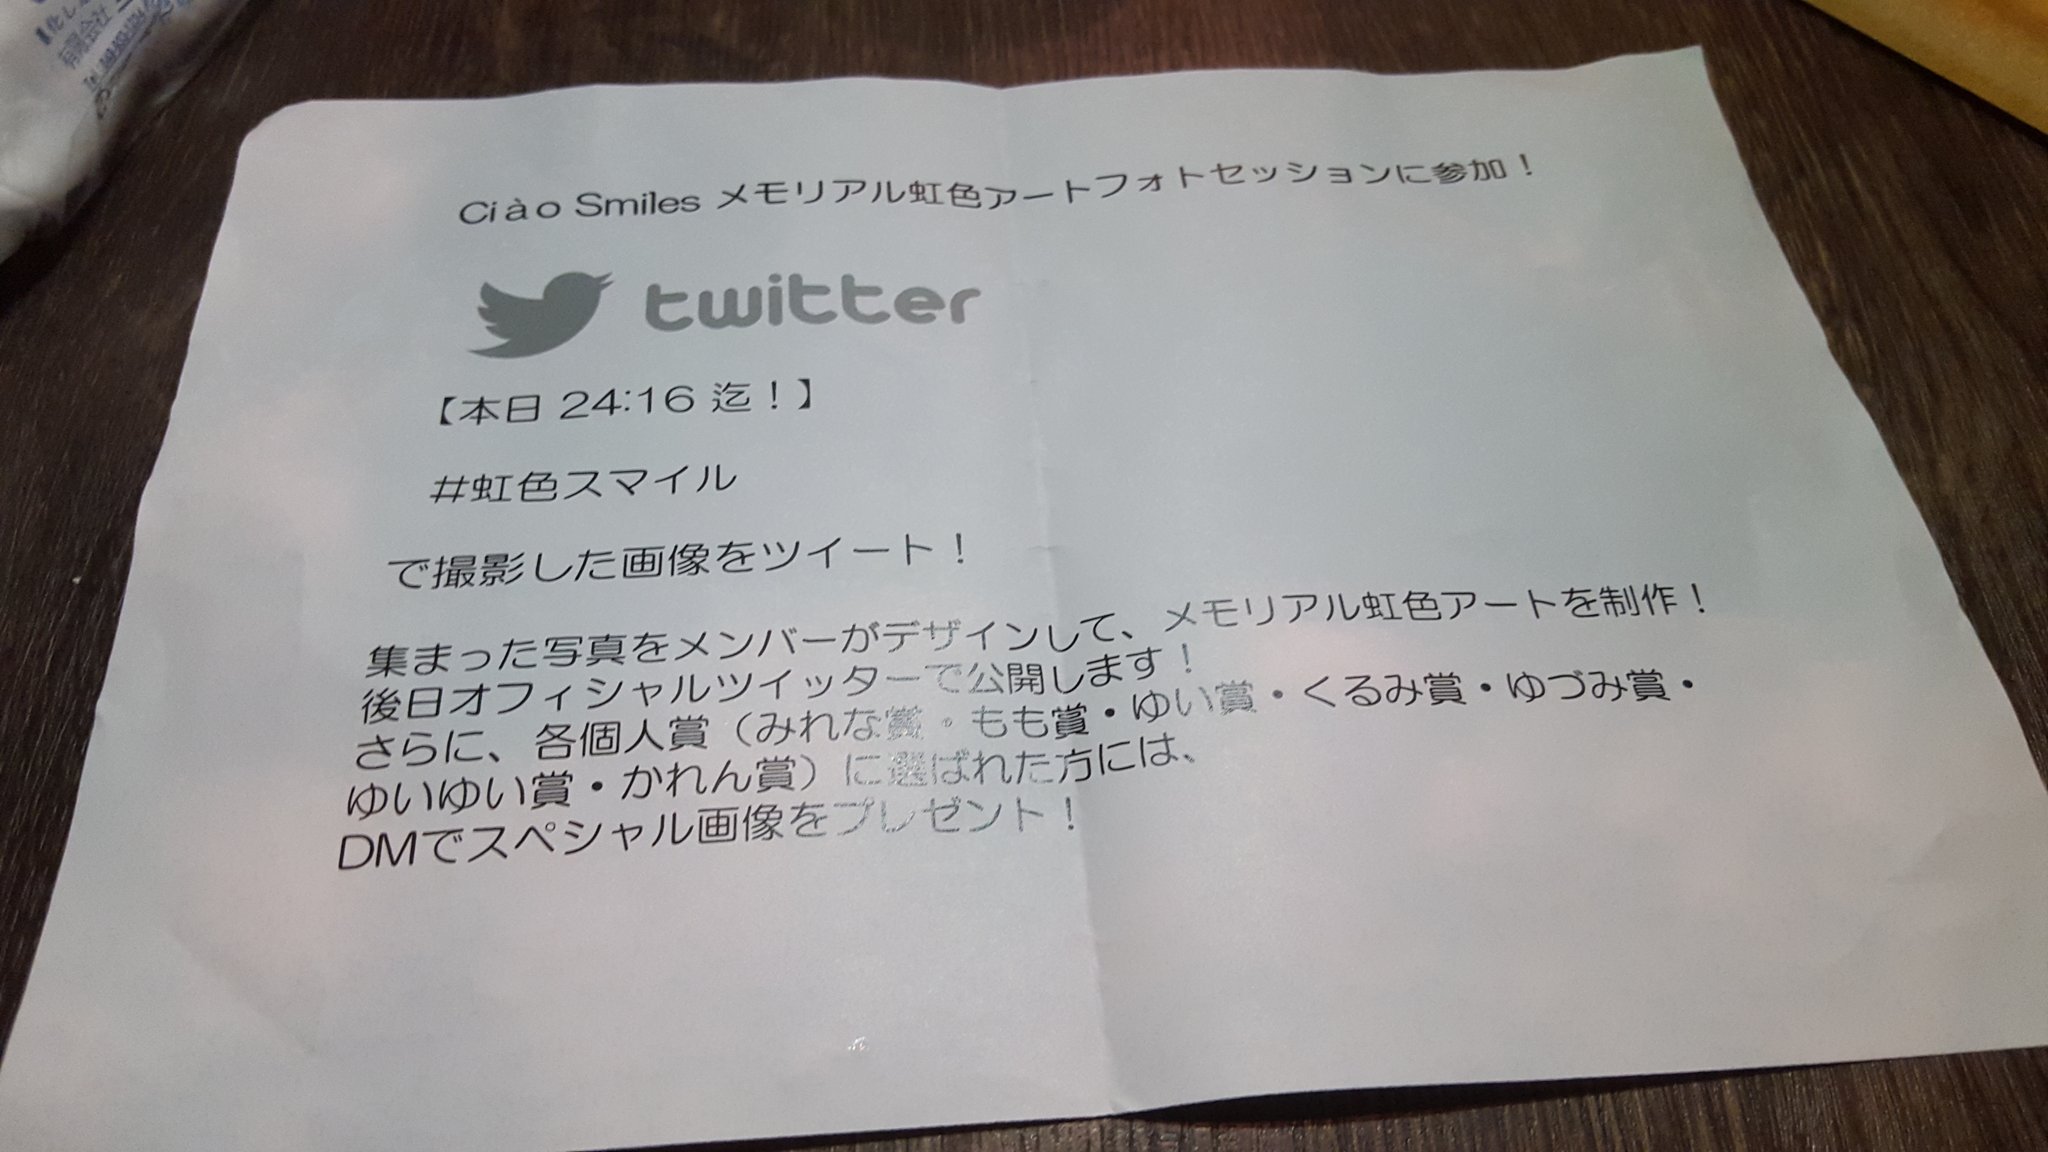 有限会社
Ciào Smiles メモリアル虹色アートフォトセッションに参加！
twitter
【本日 24:16 迄！】
#虹色スマイル
で撮影した画像をツイート！
集まった写真をメンバーがデザインして、メモリアル虹色アートを制作！
後日オフィシャルツイッターで公開します！
さらに、各個人賞（みれな賞・もも賞・ゆい賞・くるみ賞・ゆづみ賞・
ゆいゆい賞・かれん賞）に選ばれた方には、
DMでスペシャル画像をプレゼント！